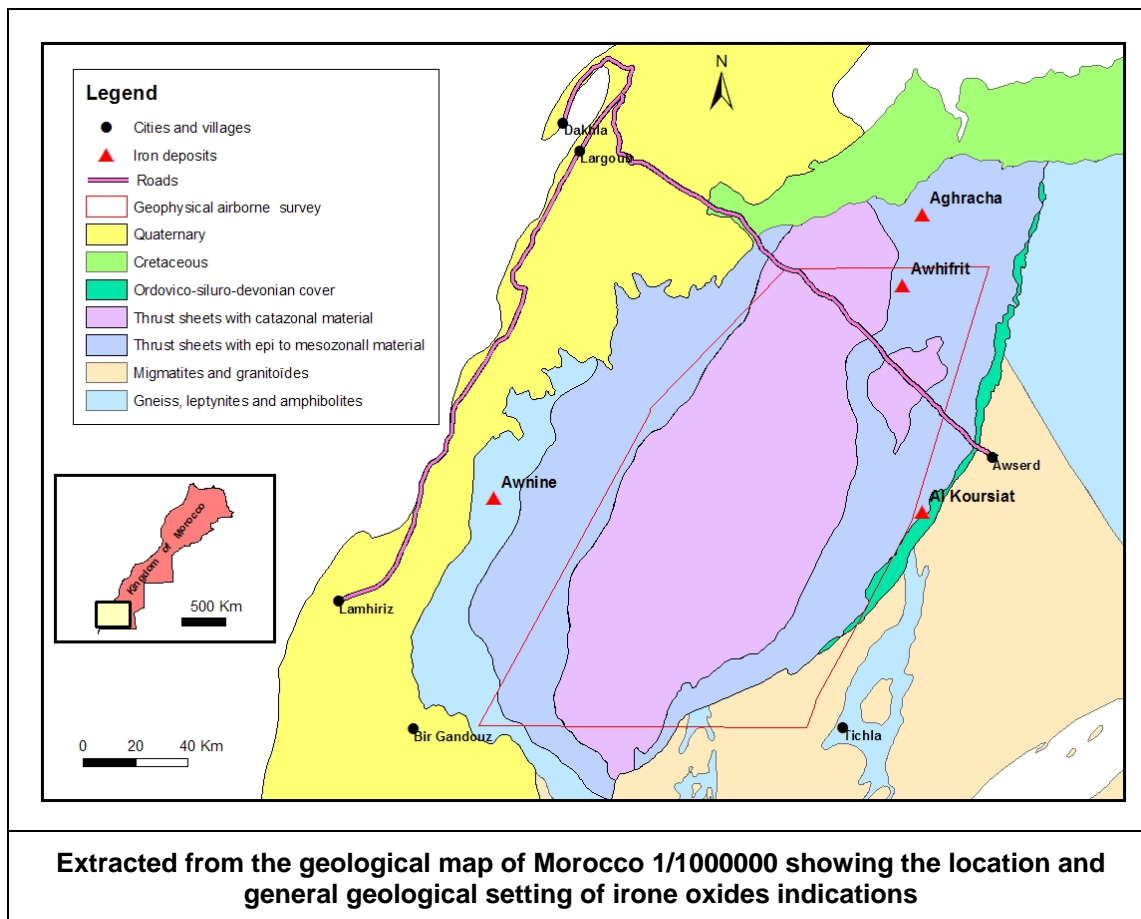 Legend
Cities and villages
Iron deposits
Roads
Geophysical airborne survey
Quaternary
Cretaceous
Ordovico-siluro-devonian cover
Thrust sheets with catazonal material
Thrust sheets with epi to mesozonall material
Migmatites and granitoïdes
Gneiss, leptynites and amphibolites
N
Dakhla
Largoub
Aghracha
Awhifrit
Awserd
Al Koursiat
Awnine
Lamhiriz
Bir Gandouz
Tichla
Kingdom of Morocco
500 Km
0 20 40 Km
Extracted from the geological map of Morocco 1/1000000 showing the location and
general geological setting of irone oxides indications